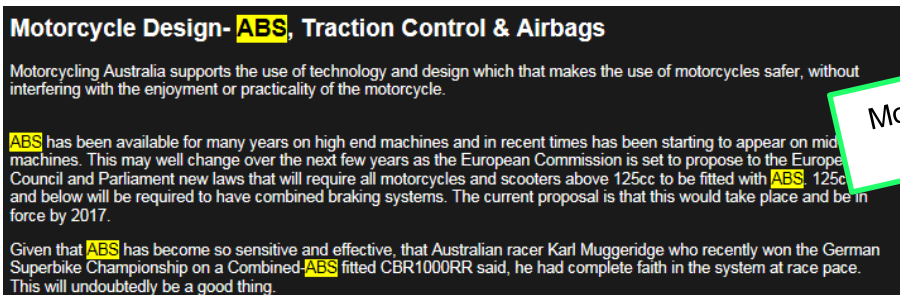 Motorcycle Design- ABS, Traction Control & Airbags
Motorcycling Australia supports the use of technology and design which that makes the use of motorcycles safer, without
interfering with the enjoyment or practicality of the motorcycle.
ABS has been available for many years on high end machines and in recent times has been starting to appear on mid
machines. This may well change over the next few years as the European Commission is set to propose to the Europe
Council and Parliament new laws that will require all motorcycles and scooters above 125cc to be fitted with ABS. 125c
and below will be required to have combined braking systems. The current proposal is that this would take place and be in
force by 2017.
Given that ABS has become so sensitive and effective, that Australian racer Karl Muggeridge who recently won the German
Superbike Championship on a Combined-ABS fitted CBR1000RR said, he had complete faith in the system at race pace.
This will undoubtedly be a good thing.